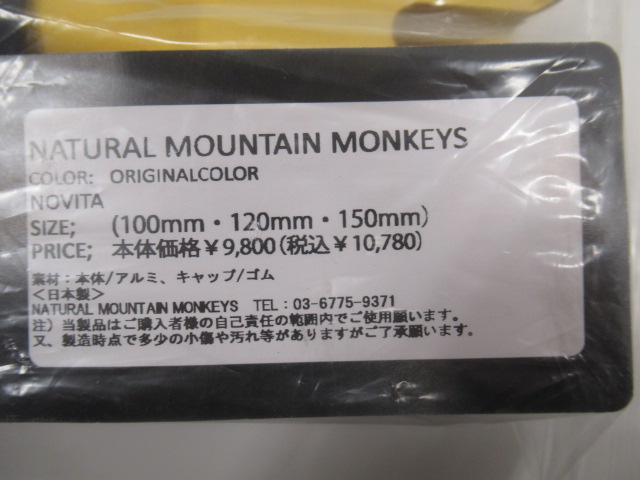 NATURAL MOUNTAIN MONKEYS
COLOR: ORIGINALCOLOR
NOVITA
SIZE; (100mm・120mm・150mm)
PRICE; 本体価格￥9,800(税込￥10,780)
素材：本体/アルミ、キャップ/ゴム
＜日本製＞
NATURAL MOUNTAIN MONKEYS TEL：03-6775-9371
注）当製品はご購入者様の自己責任の範囲内でご使用願います。
又、製造時点で多少の小傷や汚れ等がありますがご了承願います。